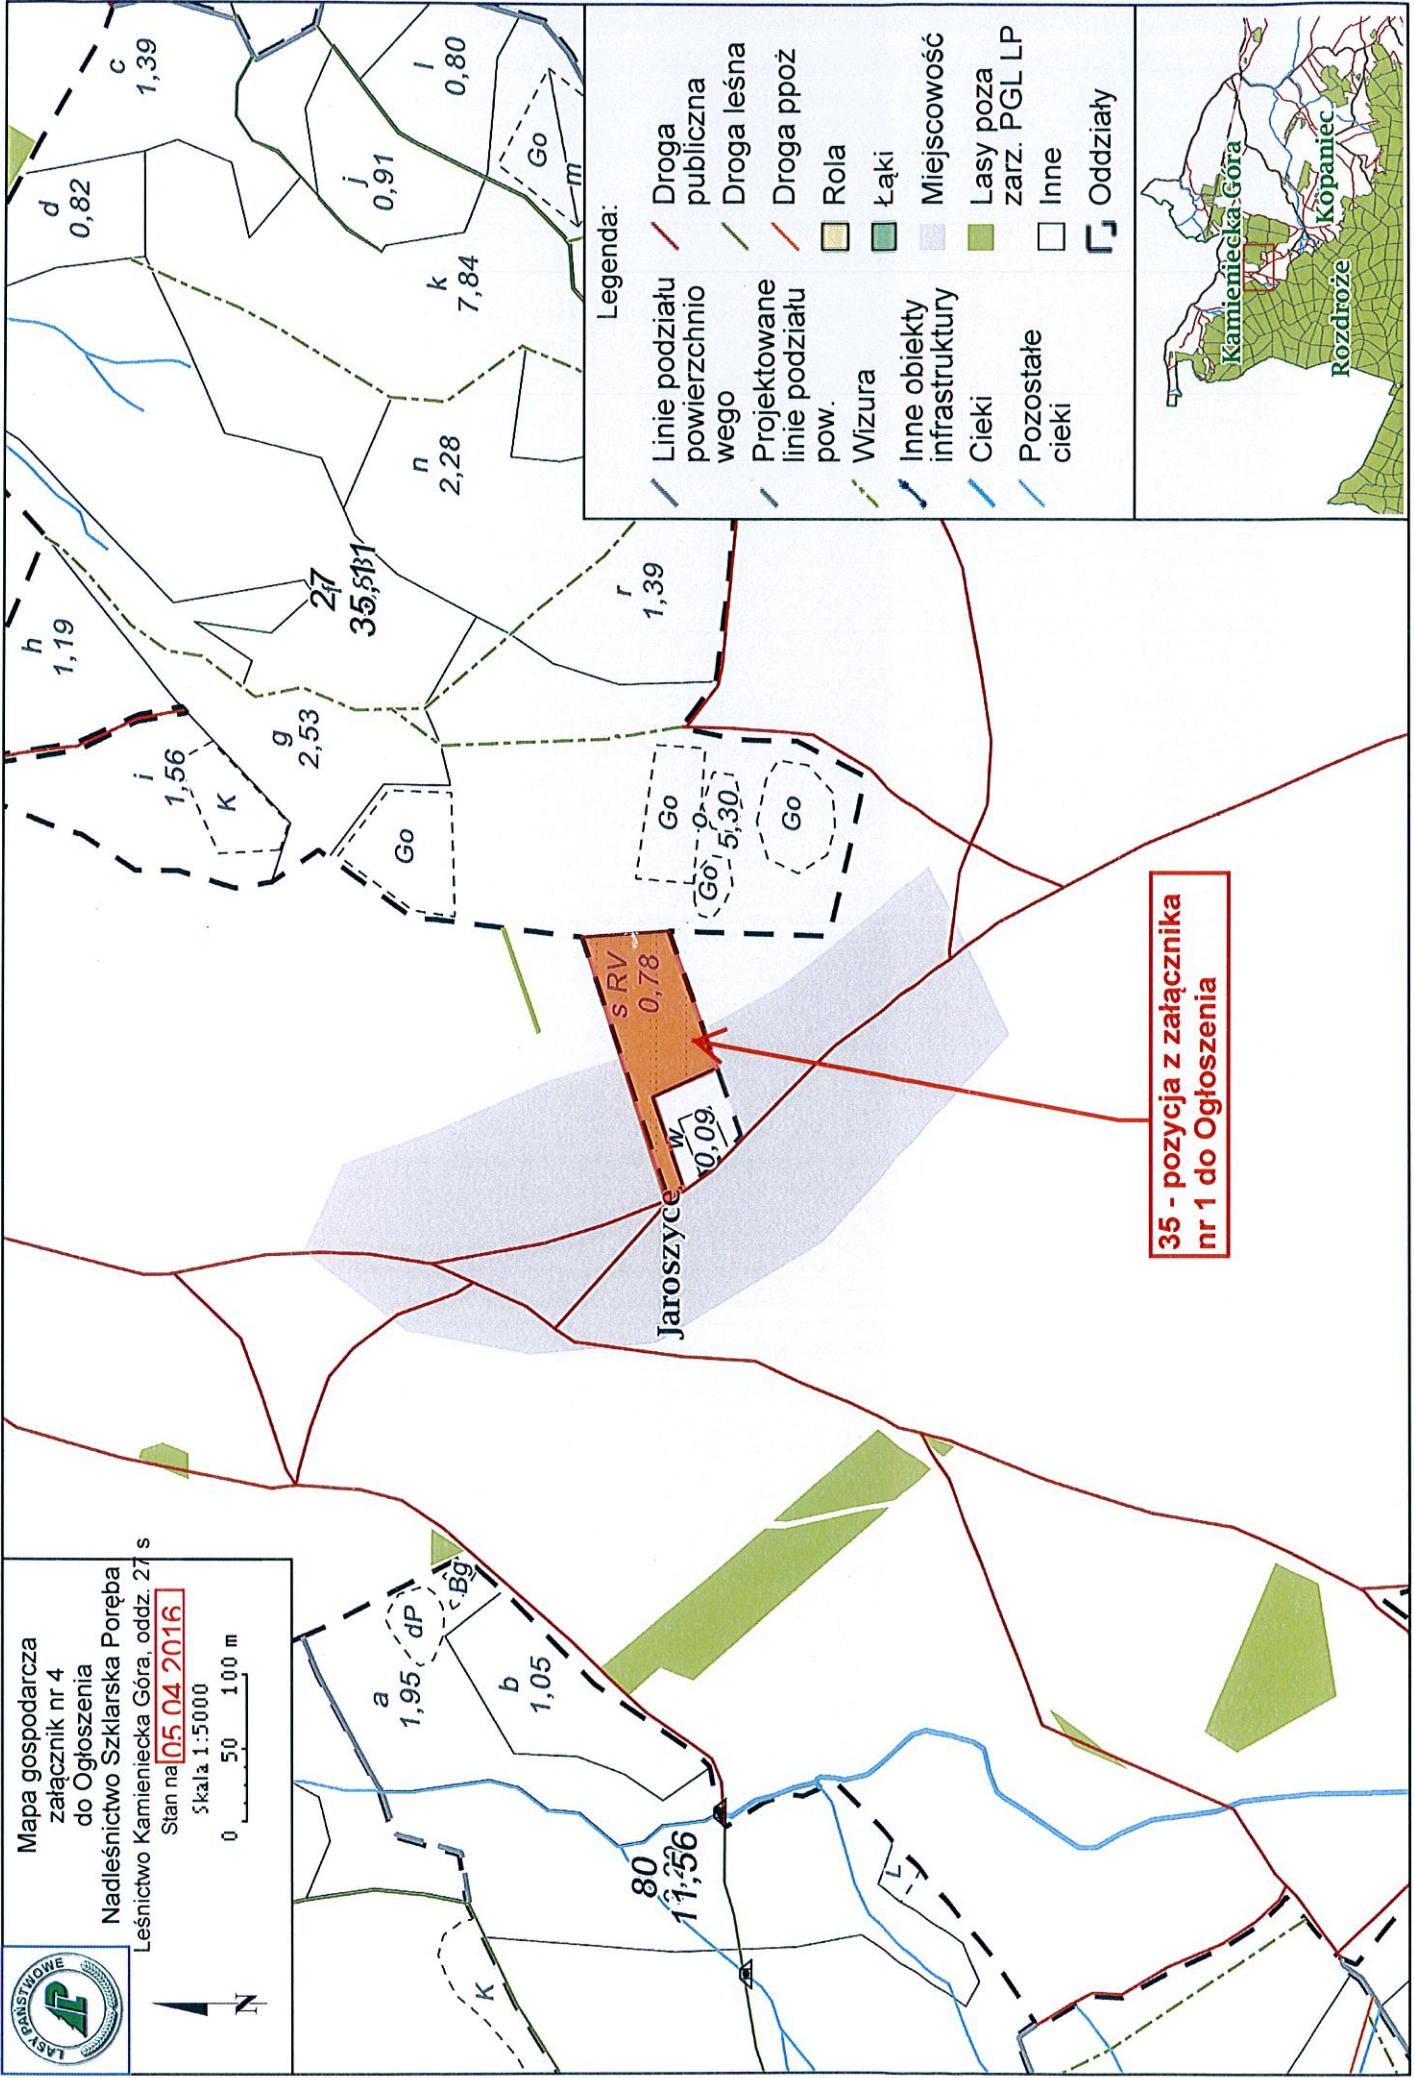 LASY PAŃSTWOWE
LP
Mapa gospodarcza
załącznik nr 4
do Ogłoszenia
Nadleśnictwo Szklarska Poręba
Leśnictwo Kamieniecka Góra, oddz. 27 s
Stan na 05.04.2016
Skala 1:5000
0 50 100 m
N
a
1,95
dP
Bg
b
1,05
K
80
L
i
1,56
K
h
1,19
g
2,53
Go
27
d
0,82
c
1,39
j
0,91
l
0,80
Go
m
k
7,84
n
2,28
r
1,39
Go
o
5,30
Go
Go
s RV
0,78
w
0,09
Jaroszyce
35 - pozycja z załącznika
nr 1 do Ogłoszenia
Legenda:
Linie podziału
powierzchnio
wego
Projektowane
linie podziału
pow.
Wizura
Inne obiekty
infrastruktury
Cieki
Pozostałe
cieki
Droga
publiczna
Droga leśna
Droga ppoż
Rola
Łąki
Miejscowość
Lasy poza
zarz. PGL LP
Inne
Oddziały
Kamieniecka Góra
Kopaniec
Rozdroże